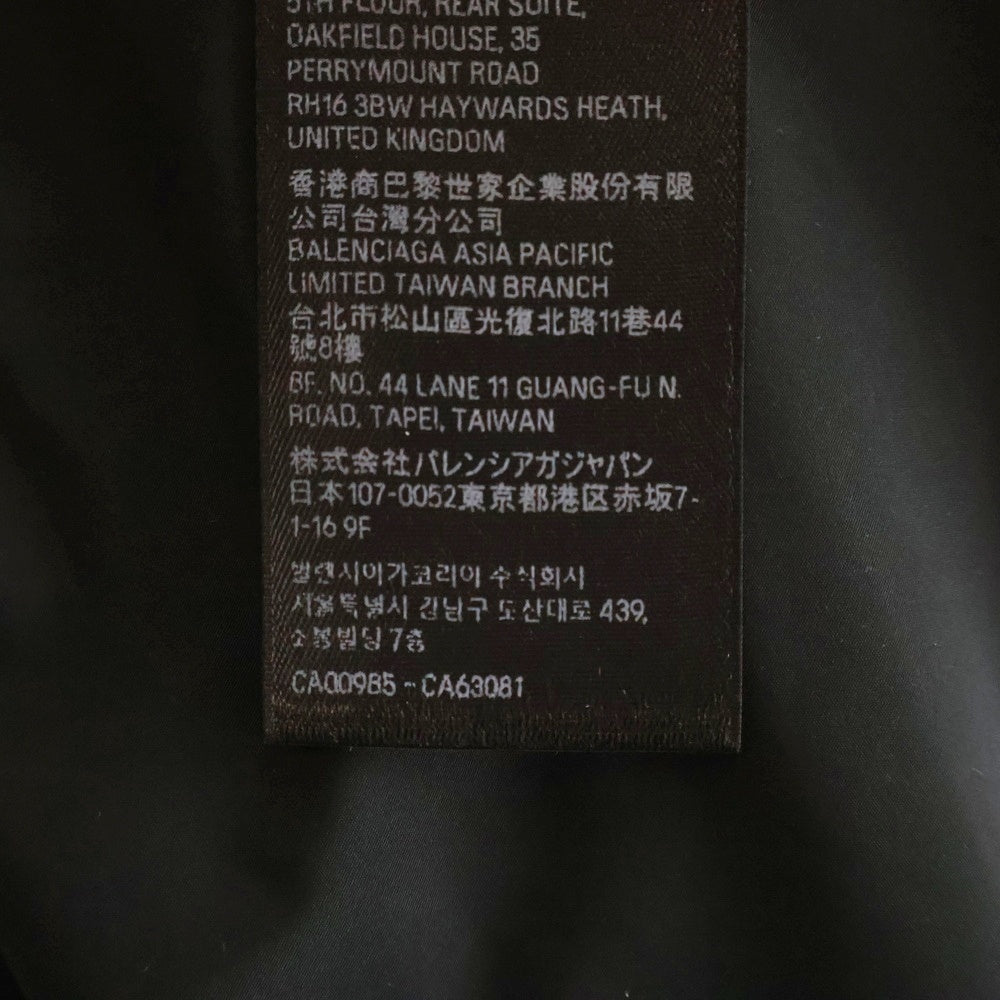 5TH FLOOR, REAR SUITE,
OAKFIELD HOUSE, 35
PERRYMOUNT ROAD
RH16 3BW HAYWARDS HEATH,
UNITED KINGDOM
香港商巴黎世家企業股份有限
公司台灣分公司
BALENCIAGA ASIA PACIFIC
LIMITED TAIWAN BRANCH
台北市松山區光復北路11巷44
號8樓
8F. NO. 44 LANE 11 GUANG-FU N.
ROAD, TAPEI, TAIWAN
株式会社バレンシアガジャパン
日本107-0052東京都港区赤坂7-
1-16 9F
발렌시아가코리아 주식회사
서울특별시 강남구 도산대로 439,
소봉빌딩 7층
CA00985 - CA63081